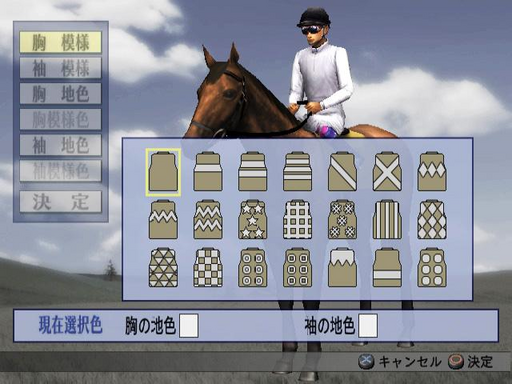 胸 模様
袖 模様
胸 地色
胸模様色
袖 地色
袖模様色
決 定
現在選択色 胸の地色 袖の地色
キャンセル 決定